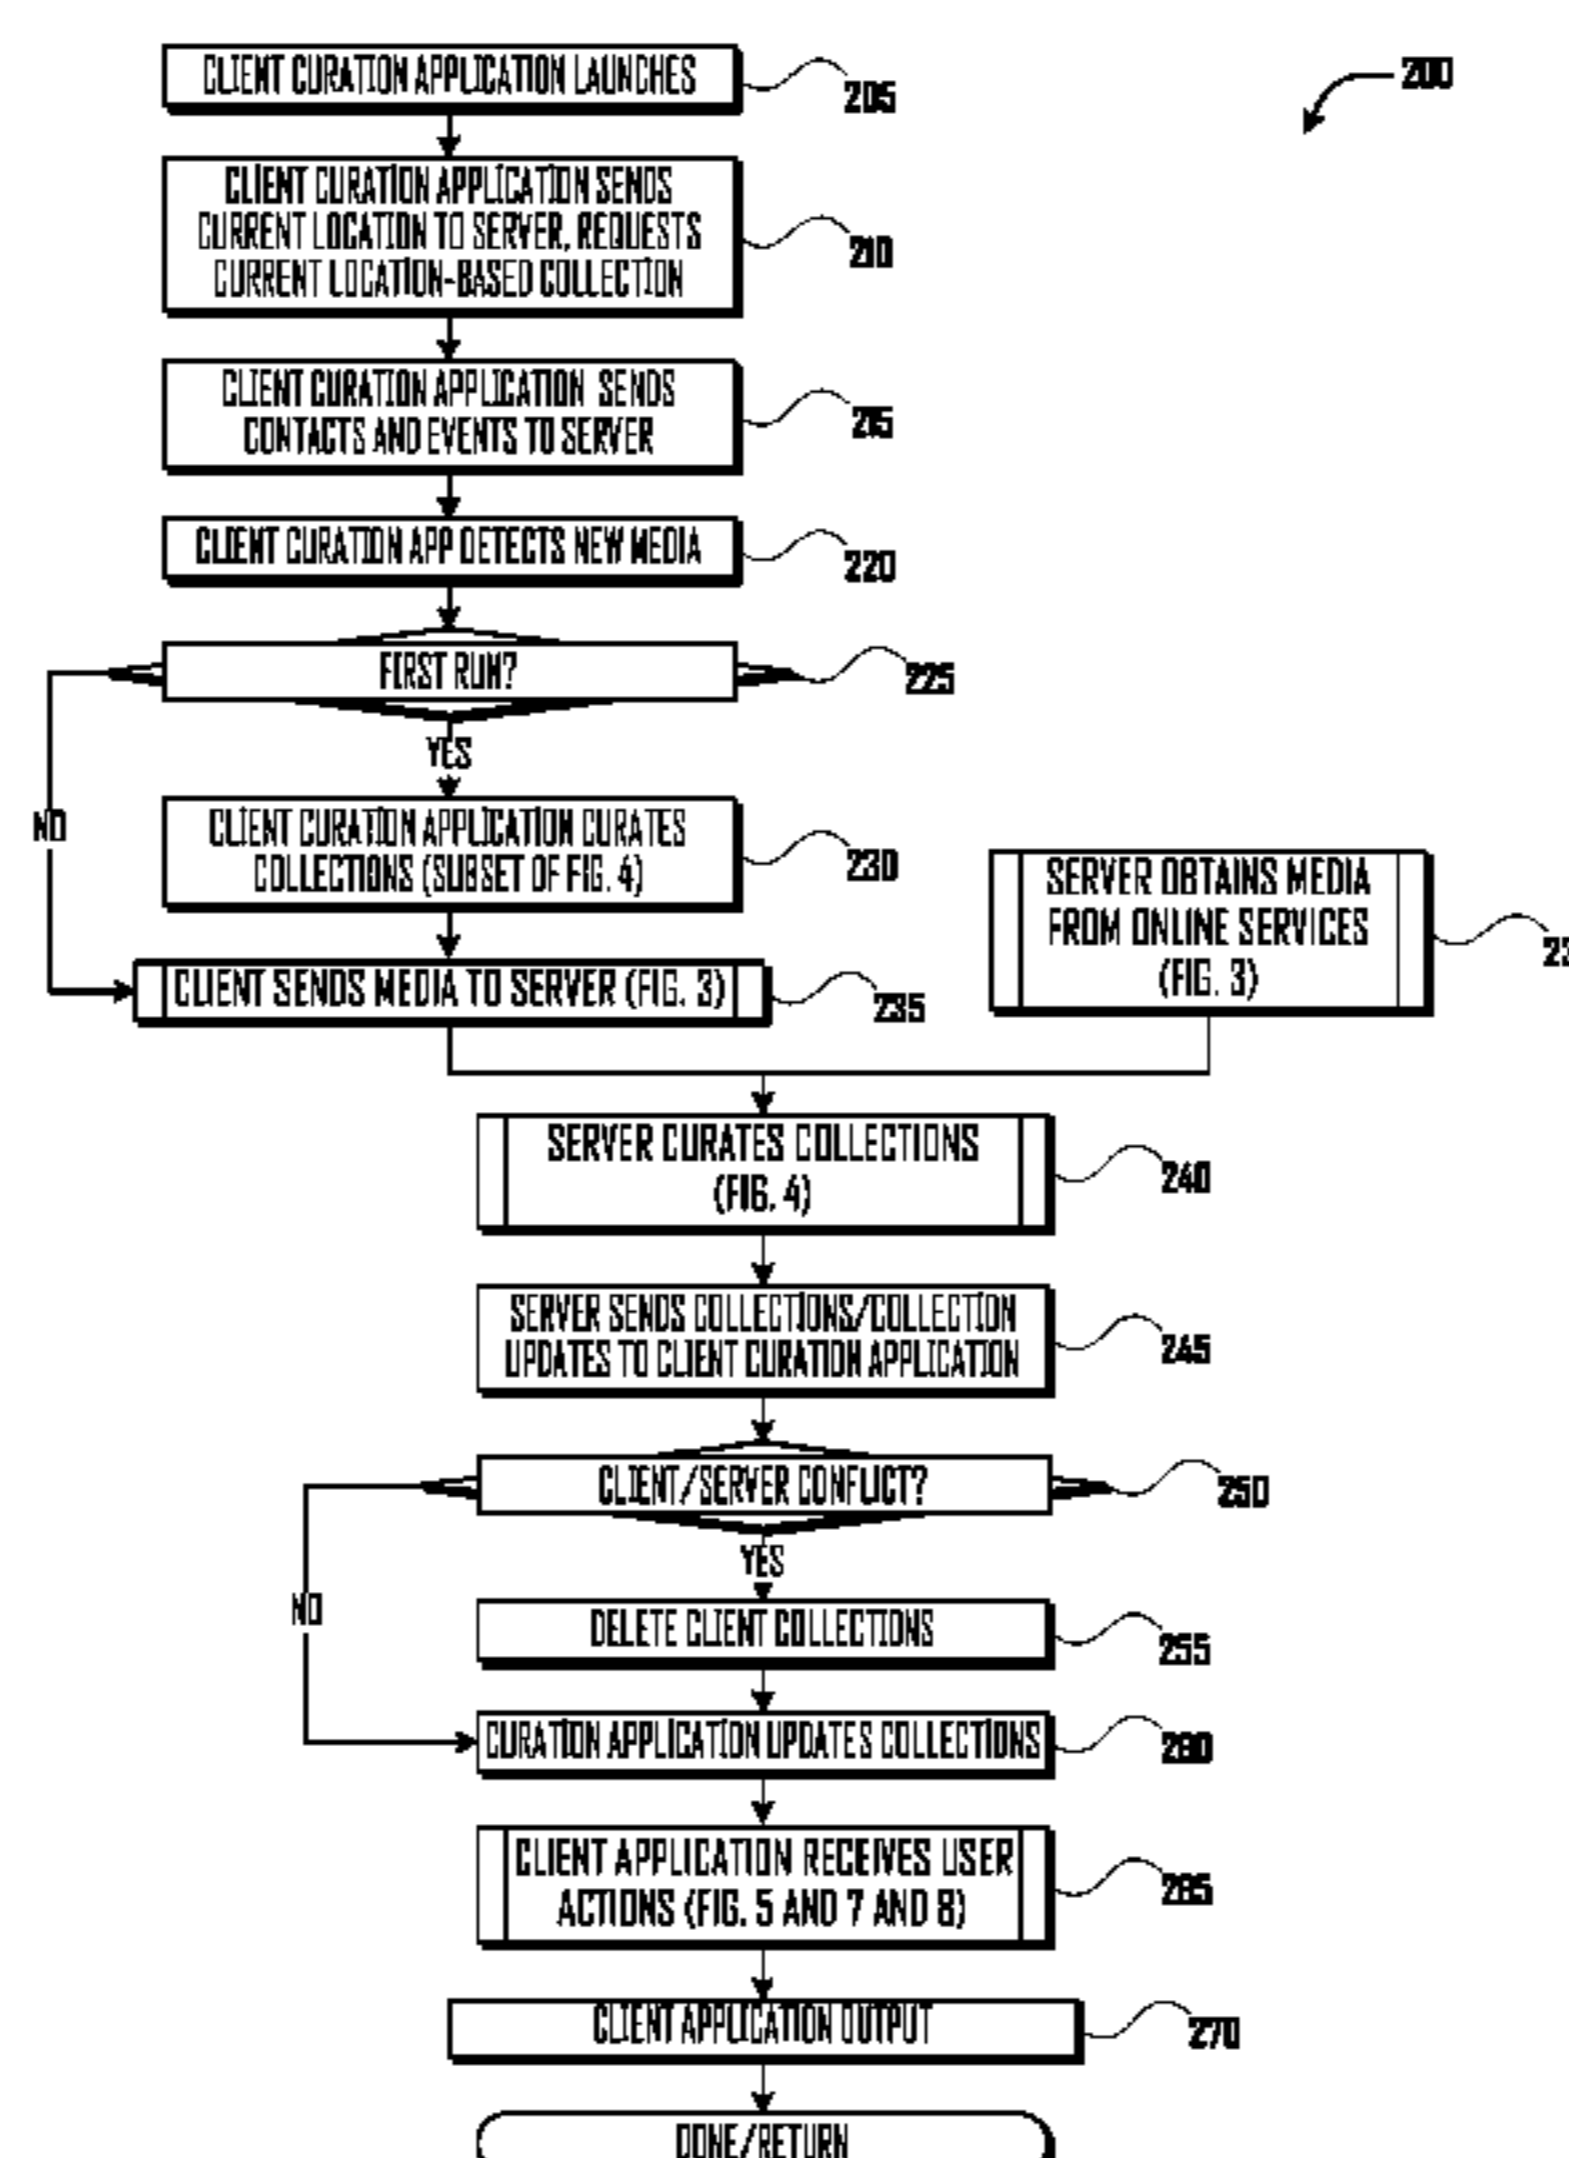 200
CLIENT CURATION APPLICATION LAUNCHES
205
CLIENT CURATION APPLICATION SENDS
CURRENT LOCATION TO SERVER, REQUESTS
CURRENT LOCATION-BASED COLLECTION
210
CLIENT CURATION APPLICATION SENDS
CONTACTS AND EVENTS TO SERVER
215
CLIENT CURATION APP DETECTS NEW MEDIA
220
FIRST RUN?
225
YES
NO
CLIENT CURATION APPLICATION CURATES
COLLECTIONS (SUBSET OF FIG. 4)
230
SERVER OBTAINS MEDIA
FROM ONLINE SERVICES
(FIG. 3)
CLIENT SENDS MEDIA TO SERVER (FIG. 3)
235
SERVER CURATES COLLECTIONS
(FIG. 4)
240
SERVER SENDS COLLECTIONS/COLLECTION
UPDATES TO CLIENT CURATION APPLICATION
245
CLIENT/SERVER CONFLICT?
250
YES
NO
DELETE CLIENT COLLECTIONS
255
CURATION APPLICATION UPDATES COLLECTIONS
260
CLIENT APPLICATION RECEIVES USER
ACTIONS (FIG. 5 AND 7 AND 8)
265
CLIENT APPLICATION OUTPUT
270
DONE/RETURN